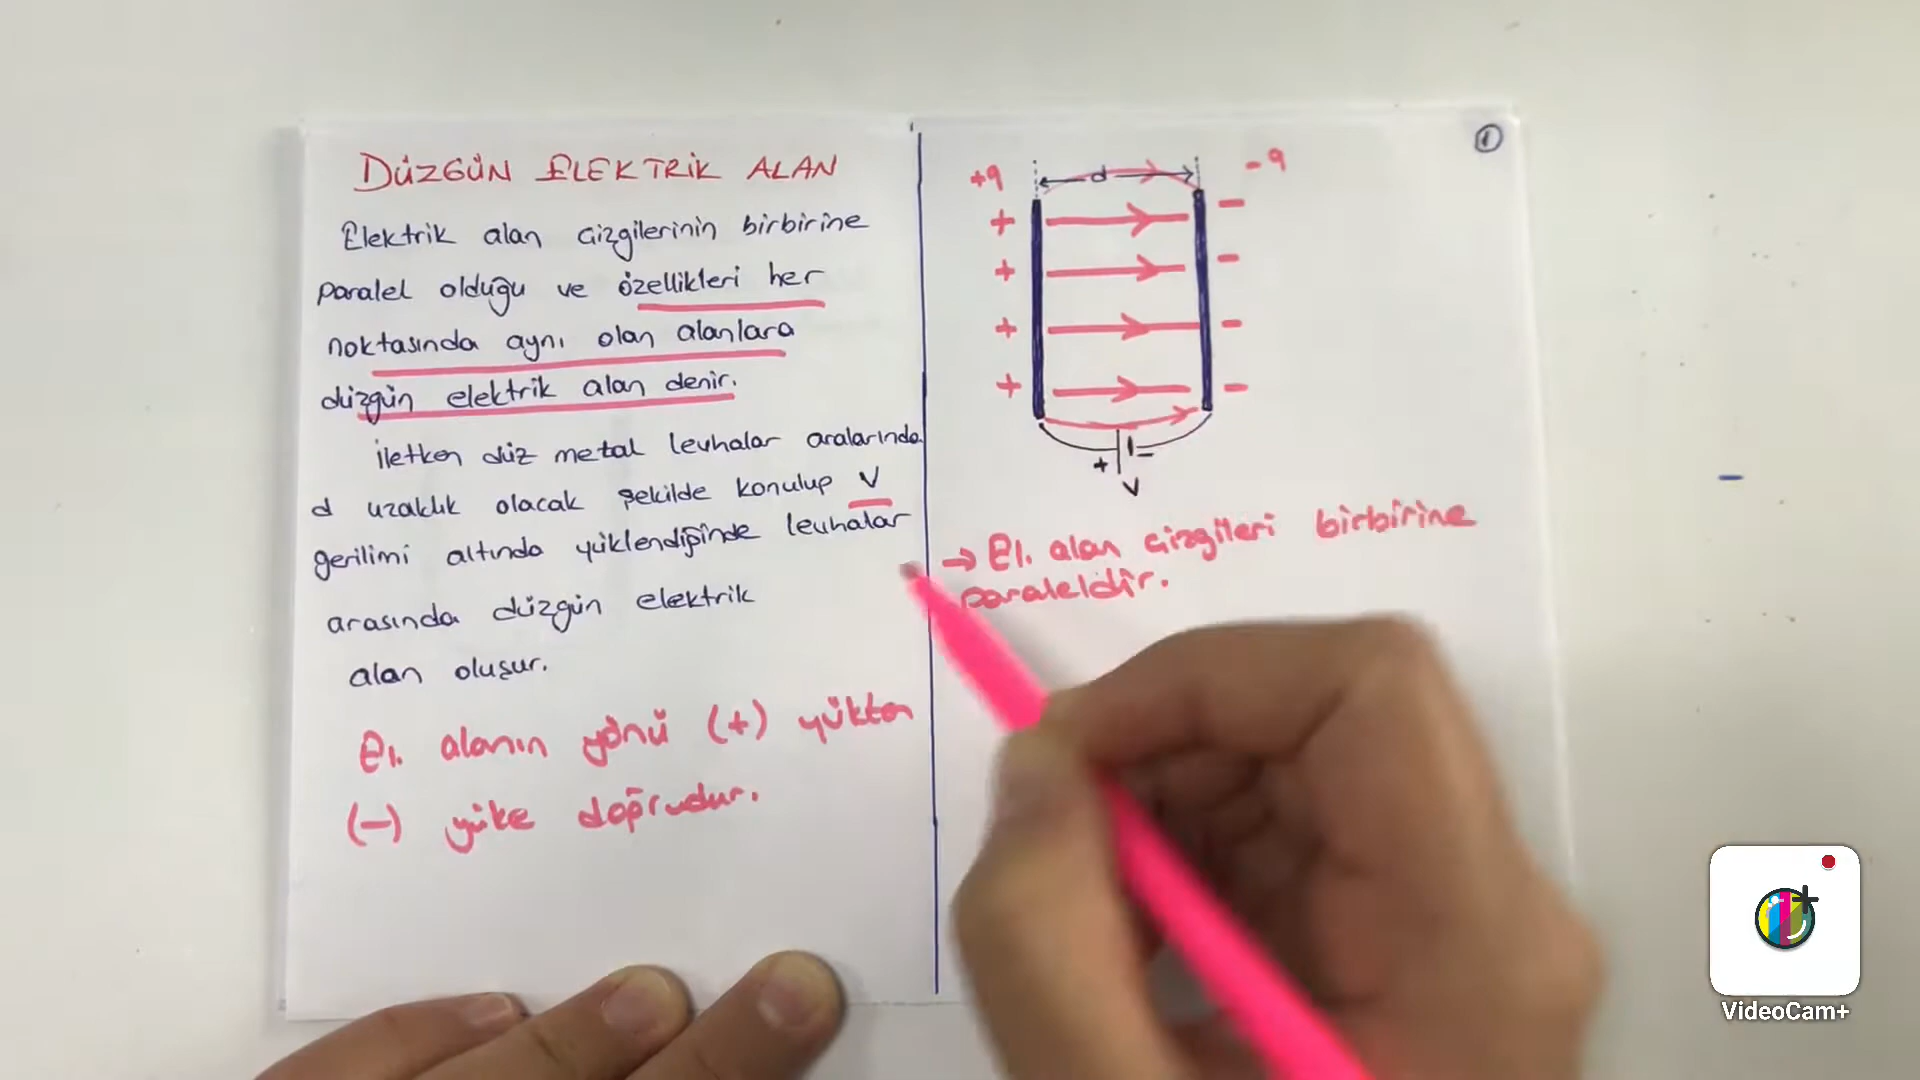 DÜZGÜN ELEKTRİK ALAN
Elektrik alan çizgilerinin birbirine
paralel olduğu ve özellikleri her
noktasında aynı olan alanlara
düzgün elektrik alan denir.
İletken düz metal levhalar aralarında
d uzaklık olacak şekilde konulup V
gerilimi altında yüklendiğinde levhalar
arasında düzgün elektrik
alan oluşur.
El. alanın yönü (+) yükten
(-) yüke doğrudur.
1
+q d -q
+ -
+ -
+ -
+ -
+ -
V
→ El. alan çizgileri birbirine
paraleldir.
VideoCam+